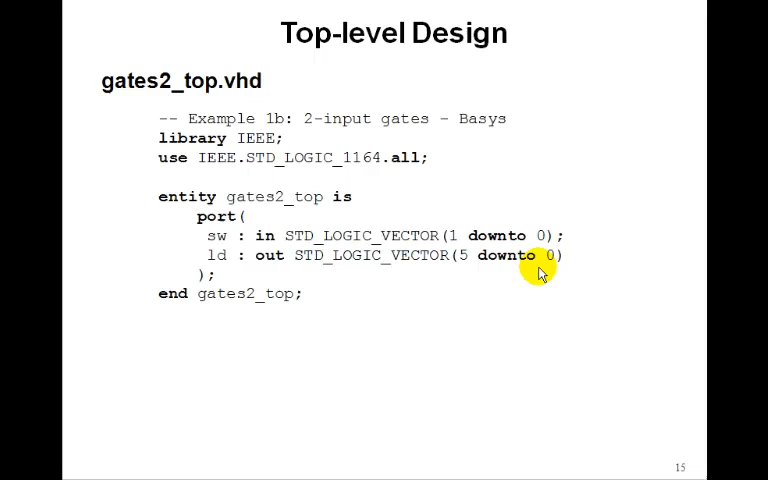 Top-level Design
gates2_top.vhd
-- Example 1b: 2-input gates - Basys
library IEEE;
use IEEE.STD_LOGIC_1164.all;
entity gates2_top is
port(
sw : in STD_LOGIC_VECTOR(1 downto 0);
ld : out STD_LOGIC_VECTOR(5 downto 0)
);
end gates2_top;
15